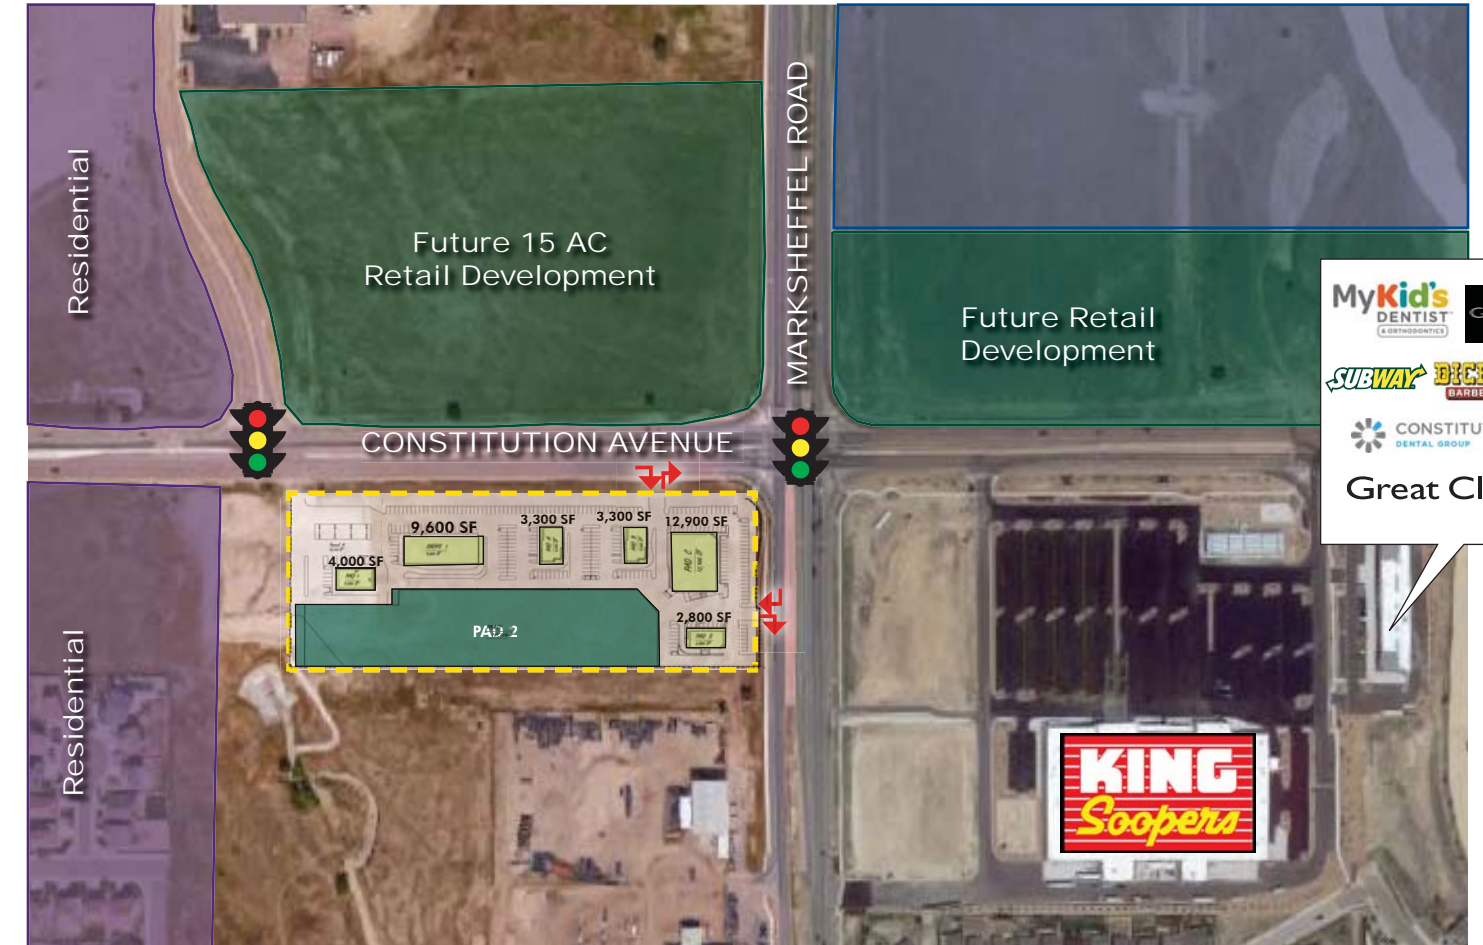 Residential
Future 15 AC
Retail Development
MARKSHEFFEL ROAD
Future Retail
Development
MyKid's
DENTIST
& ORTHODONTICS
SUBWAY
BARBE
CONSTITU
DENTAL GROUP
Great Cl
CONSTITUTION AVENUE
9,600 SF
3,300 SF
3,300 SF
12,900 SF
4,000 SF
2,800 SF
PAD 2
Residential
KING
Soopers